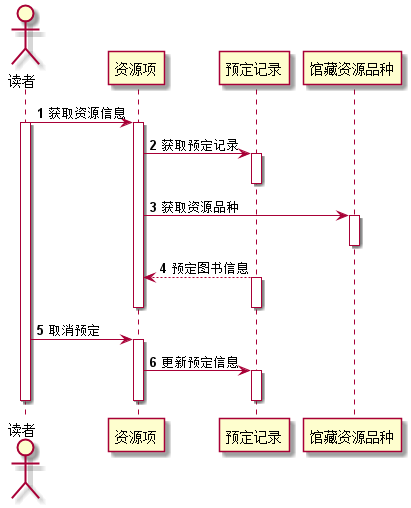 读者
资源项
预定记录
馆藏资源品种
1 获取资源信息
2 获取预定记录
3 获取资源品种
4 预定图书信息
5 取消预定
6 更新预定信息
读者
资源项
预定记录
馆藏资源品种